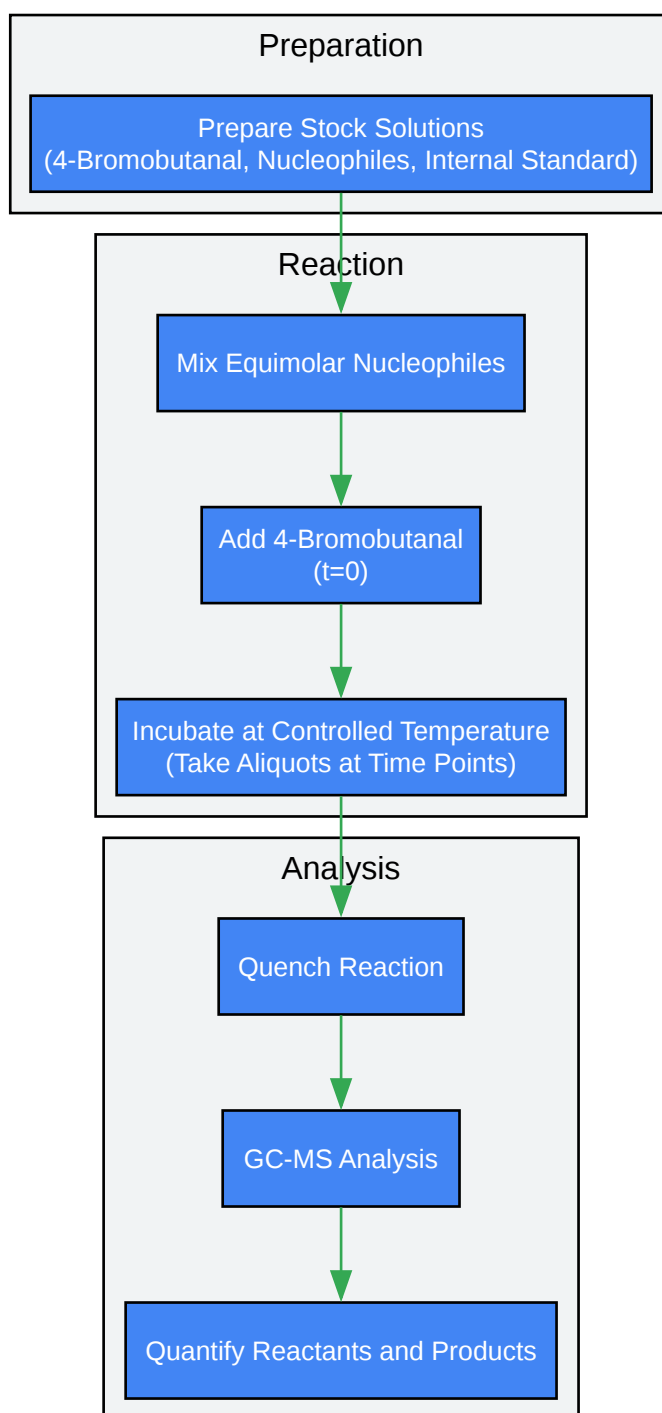 Preparation
Prepare Stock Solutions
(4-Bromobutanal, Nucleophiles, Internal Standard)
Reaction
Mix Equimolar Nucleophiles
Add 4-Bromobutanal
(t=0)
Incubate at Controlled Temperature
(Take Aliquots at Time Points)
Analysis
Quench Reaction
GC-MS Analysis
Quantify Reactants and Products